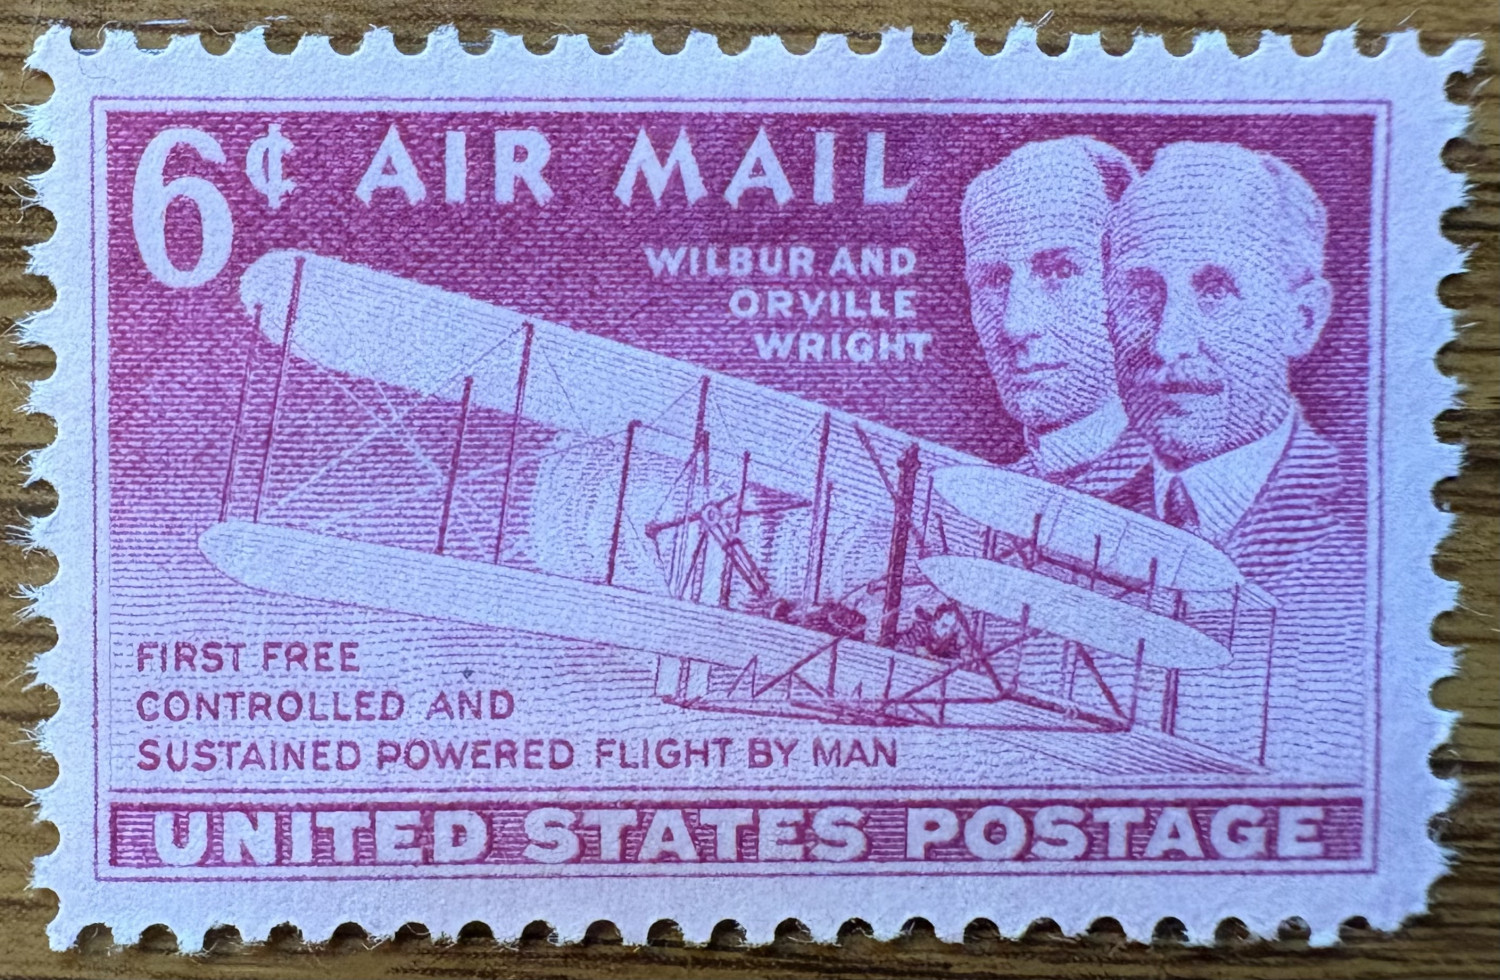 6¢ AIR MAIL
WILBUR AND
ORVILLE
WRIGHT
FIRST FREE
CONTROLLED AND
SUSTAINED POWERED FLIGHT BY MAN
UNITED STATES POSTAGE